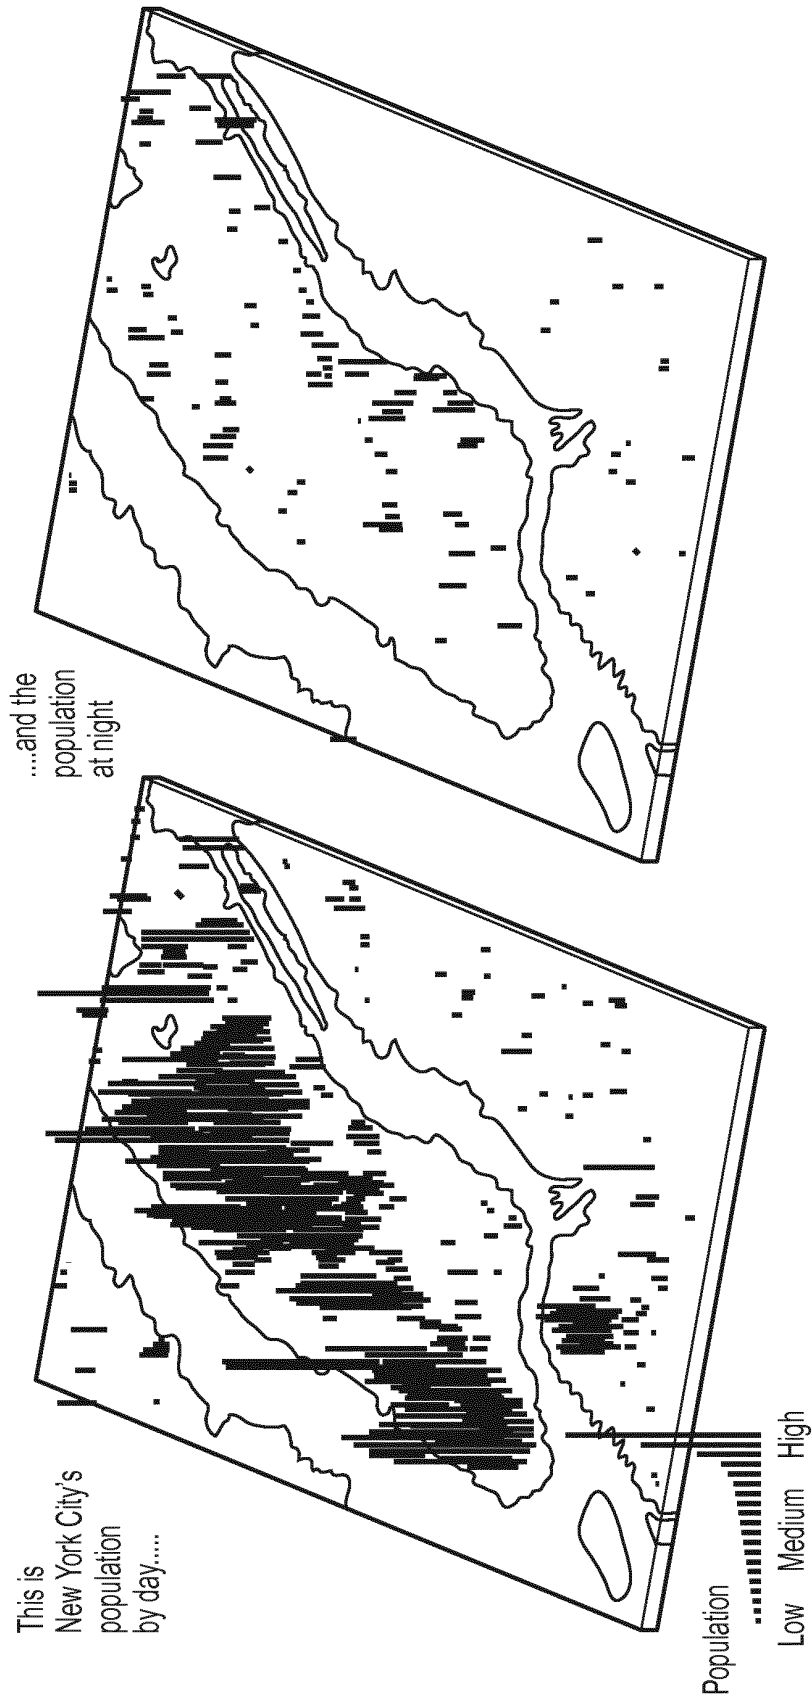 This is
New York City's
population
by day.....
....and the
population
at night
Population
Low Medium High